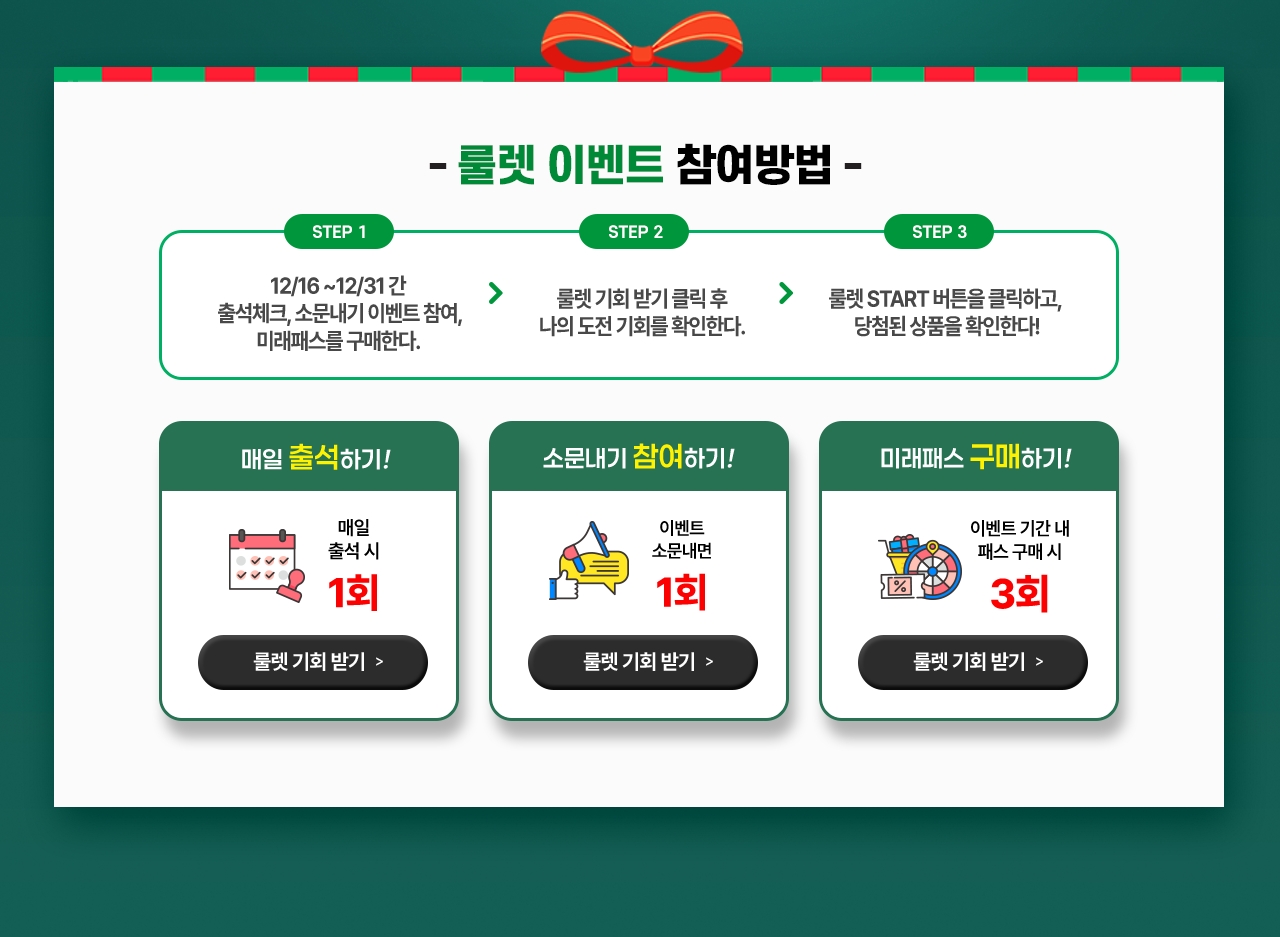 - 룰렛 이벤트 참여방법 -
STEP 1
12/16 ~12/31 간
출석체크, 소문내기 이벤트 참여,
미래패스를 구매한다.
STEP 2
룰렛 기회 받기 클릭 후
나의 도전 기회를 확인한다.
STEP 3
룰렛 START 버튼을 클릭하고,
당첨된 상품을 확인한다!
매일 출석하기!
매일
출석 시
1회
룰렛 기회 받기 >
소문내기 참여하기!
이벤트
소문내면
1회
룰렛 기회 받기 >
미래패스 구매하기!
이벤트 기간 내
패스 구매 시
3회
룰렛 기회 받기 >